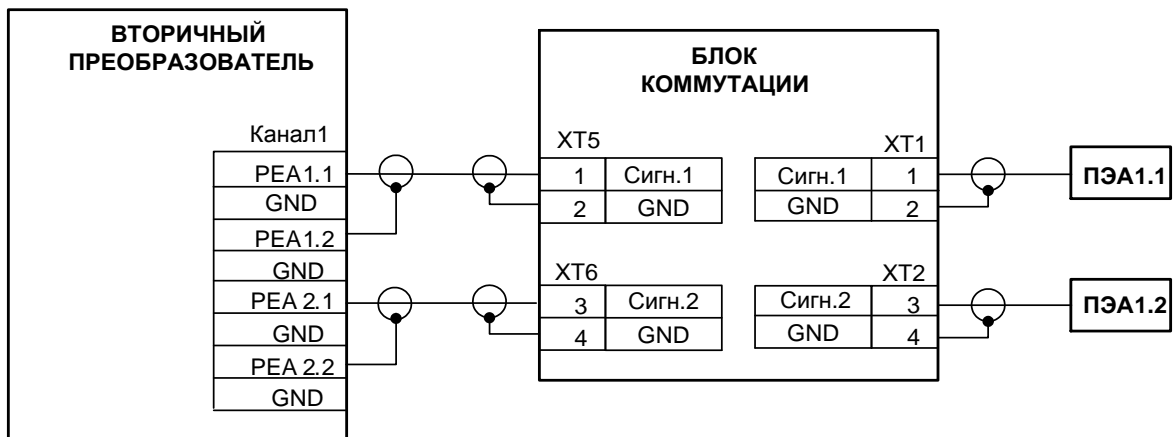 ВТОРИЧНЫЙ
ПРЕОБРАЗОВАТЕЛЬ
Канал1
PEA1.1
GND
PEA1.2
GND
PEA 2.1
GND
PEA 2.2
GND
БЛОК
КОММУТАЦИИ
XT5
1 Сигн.1
2 GND
XT6
3 Сигн.2
4 GND
XT1
Сигн.1 1
GND 2
XT2
Сигн.2 3
GND 4
ПЭА1.1
ПЭА1.2